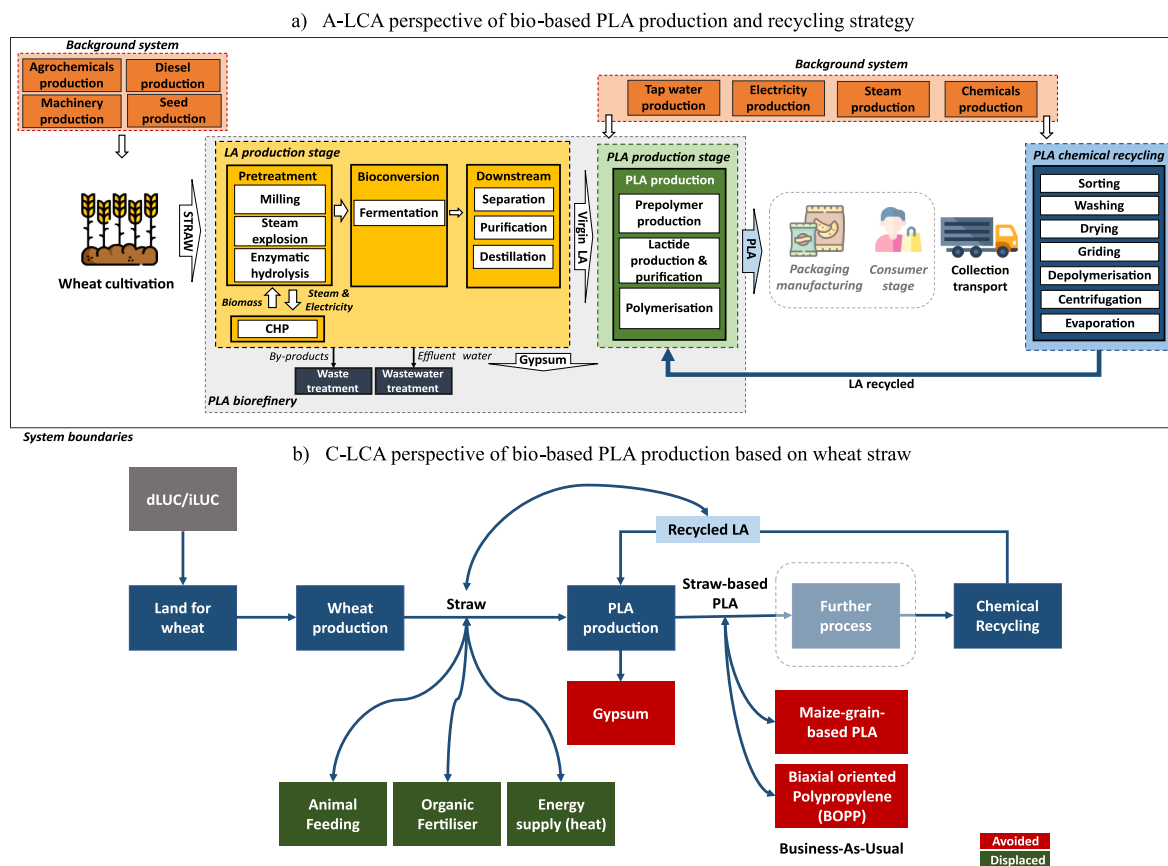 a) A-LCA perspective of bio-based PLA production and recycling strategy
Background system
Agrochemicals
production
Diesel
production
Machinery
production
Seed
production
Background system
Tap water
production
Electricity
production
Steam
production
Chemicals
production
LA production stage
Pretreatment
Milling
Steam
explosion
Enzymatic
hydrolysis
Biomass
Steam &
Electricity
CHP
Bioconversion
Fermentation
Downstream
Separation
Purification
Destillation
STRAW
Wheat cultivation
Virgin LA
PLA production stage
PLA production
Prepolymer
production
Lactide
production &
purification
Polymerisation
PLA
Packaging
manufacturing
Consumer
stage
Collection
transport
PLA chemical recycling
Sorting
Washing
Drying
Griding
Depolymerisation
Centrifugation
Evaporation
By-products
Effluent water
Gypsum
Waste
treatment
Wastewater
treatment
LA recycled
PLA biorefinery
System boundaries
b) C-LCA perspective of bio-based PLA production based on wheat straw
dLUC/iLUC
Recycled LA
Land for
wheat
Wheat
production
Straw
PLA
production
Straw-based
PLA
Further
process
Chemical
Recycling
Gypsum
Maize-grain-
based PLA
Biaxial oriented
Polypropylene
(BOPP)
Animal
Feeding
Organic
Fertiliser
Energy
supply (heat)
Business-As-Usual
Avoided
Displaced